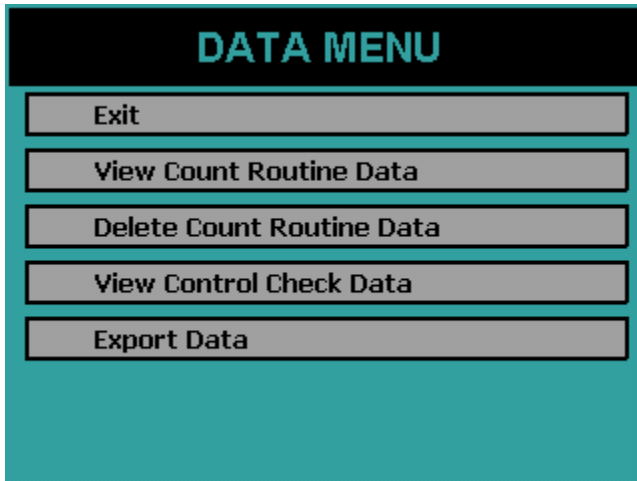 DATA MENU
Exit
View Count Routine Data
Delete Count Routine Data
View Control Check Data
Export Data